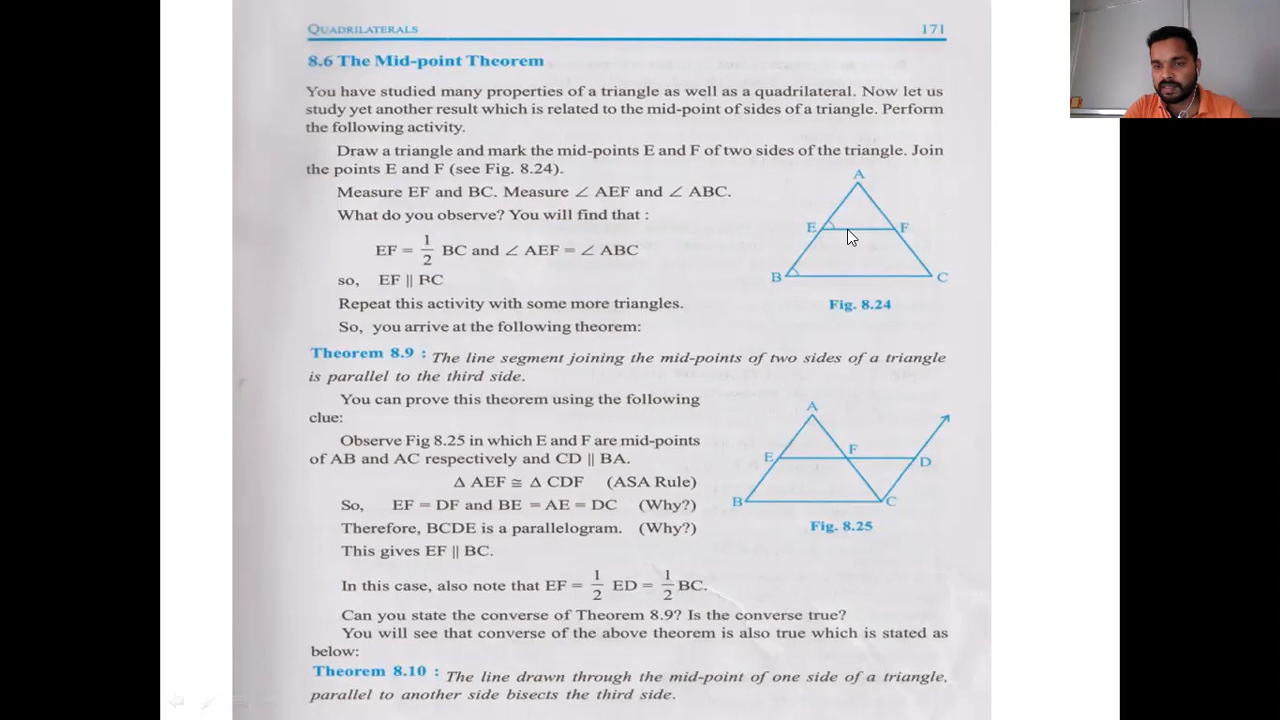 QUADRILATERALS 171
8.6 The Mid-point Theorem
You have studied many properties of a triangle as well as a quadrilateral. Now let us
study yet another result which is related to the mid-point of sides of a triangle. Perform
the following activity.
Draw a triangle and mark the mid-points E and F of two sides of the triangle. Join
the points E and F (see Fig. 8.24).
Measure EF and BC. Measure ∠ AEF and ∠ ABC.
What do you observe? You will find that :
EF = 1/2 BC and ∠ AEF = ∠ ABC
so, EF || BC
Repeat this activity with some more triangles.
So, you arrive at the following theorem:
A
E
F
B
C
Fig. 8.24
Theorem 8.9 : The line segment joining the mid-points of two sides of a triangle
is parallel to the third side.
You can prove this theorem using the following
clue:
Observe Fig 8.25 in which E and F are mid-points
of AB and AC respectively and CD || BA.
Δ AEF ≅ Δ CDF (ASA Rule)
So, EF = DF and BE = AE = DC (Why?)
Therefore, BCDE is a parallelogram. (Why?)
This gives EF || BC.
A
E
F
D
B
C
Fig. 8.25
In this case, also note that EF = 1/2 ED = 1/2 BC.
Can you state the converse of Theorem 8.9? Is the converse true?
You will see that converse of the above theorem is also true which is stated as
below:
Theorem 8.10 : The line drawn through the mid-point of one side of a triangle,
parallel to another side bisects the third side.